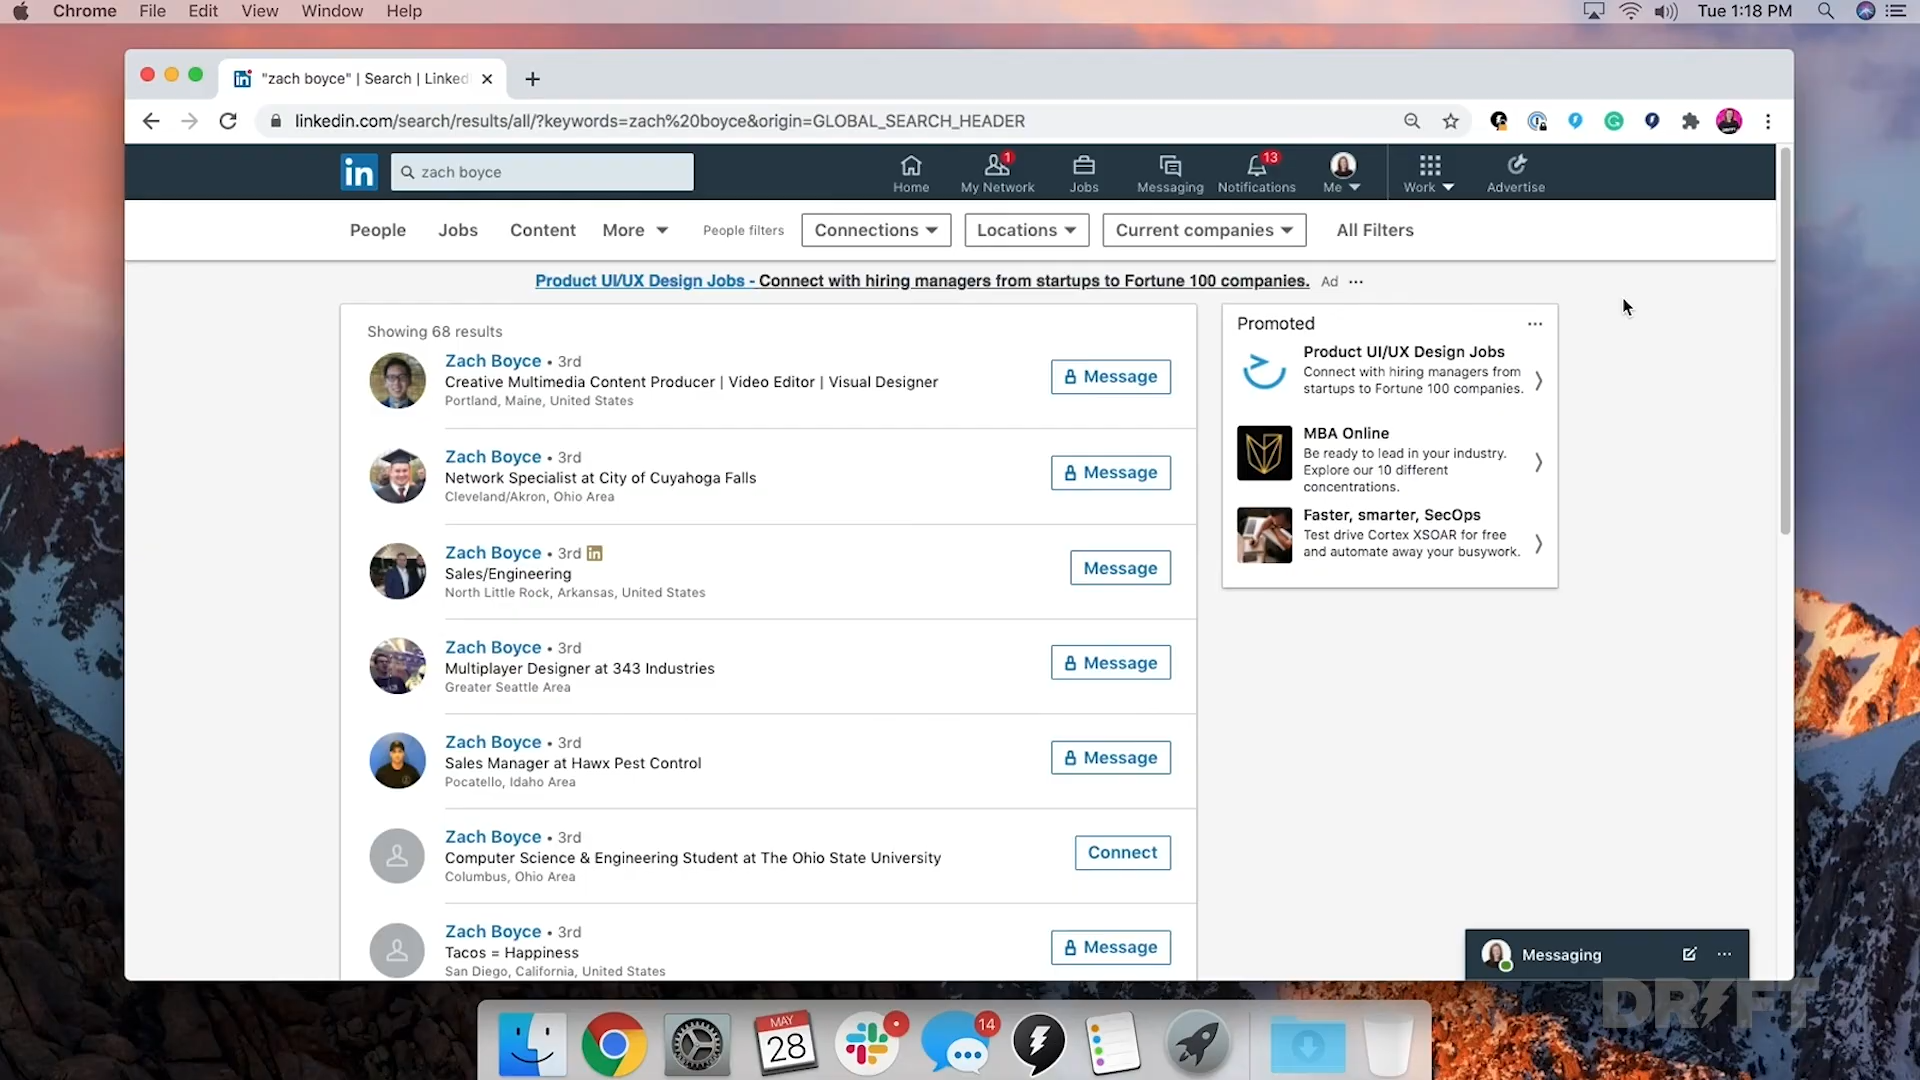 Chrome File Edit View Window Help
Tue 1:18 PM
"zach boyce" | Search | Linked
linkedin.com/search/results/all/?keywords=zach%20boyce&origin=GLOBAL_SEARCH_HEADER
in
zach boyce
Home
1
My Network
Jobs
Messaging
13
Notifications
Me
Work
Advertise
People Jobs Content More People filters Connections Locations Current companies All Filters
Product UI/UX Design Jobs - Connect with hiring managers from startups to Fortune 100 companies. Ad ...
Showing 68 results
Zach Boyce • 3rd
Creative Multimedia Content Producer | Video Editor | Visual Designer
Portland, Maine, United States
Message
Zach Boyce • 3rd
Network Specialist at City of Cuyahoga Falls
Cleveland/Akron, Ohio Area
Message
Zach Boyce • 3rd in
Sales/Engineering
North Little Rock, Arkansas, United States
Message
Zach Boyce • 3rd
Multiplayer Designer at 343 Industries
Greater Seattle Area
Message
Zach Boyce • 3rd
Sales Manager at Hawx Pest Control
Pocatello, Idaho Area
Message
Zach Boyce • 3rd
Computer Science & Engineering Student at The Ohio State University
Columbus, Ohio Area
Connect
Zach Boyce • 3rd
Tacos = Happiness
San Diego, California, United States
Message
Promoted
Product UI/UX Design Jobs
Connect with hiring managers from
startups to Fortune 100 companies.
MBA Online
Be ready to lead in your industry.
Explore our 10 different
concentrations.
Faster, smarter, SecOps
Test drive Cortex XSOAR for free
and automate away your busywork.
Messaging
DRIFT
MAY
28
14